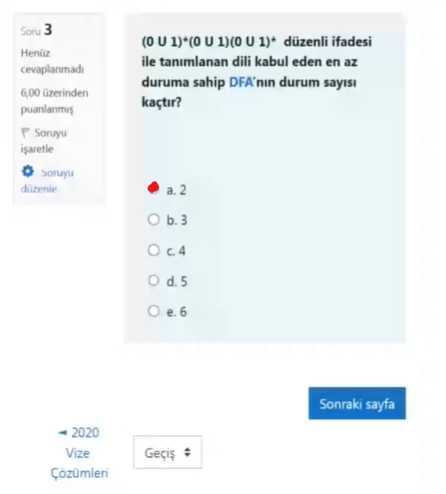 Soru 3
Henüz
cevaplanmadı
6,00 üzerinden
puanlanmış
Soruyu
işaretle
Soruyu
düzenle
(0 U 1)*(0 U 1)(0 U 1)* düzenli ifadesi
ile tanımlanan dili kabul eden en az
duruma sahip DFA'nın durum sayısı
kaçtır?
a. 2
b. 3
c. 4
d. 5
e. 6
Sonraki sayfa
◄ 2020
Vize
Çözümleri
Geçiş